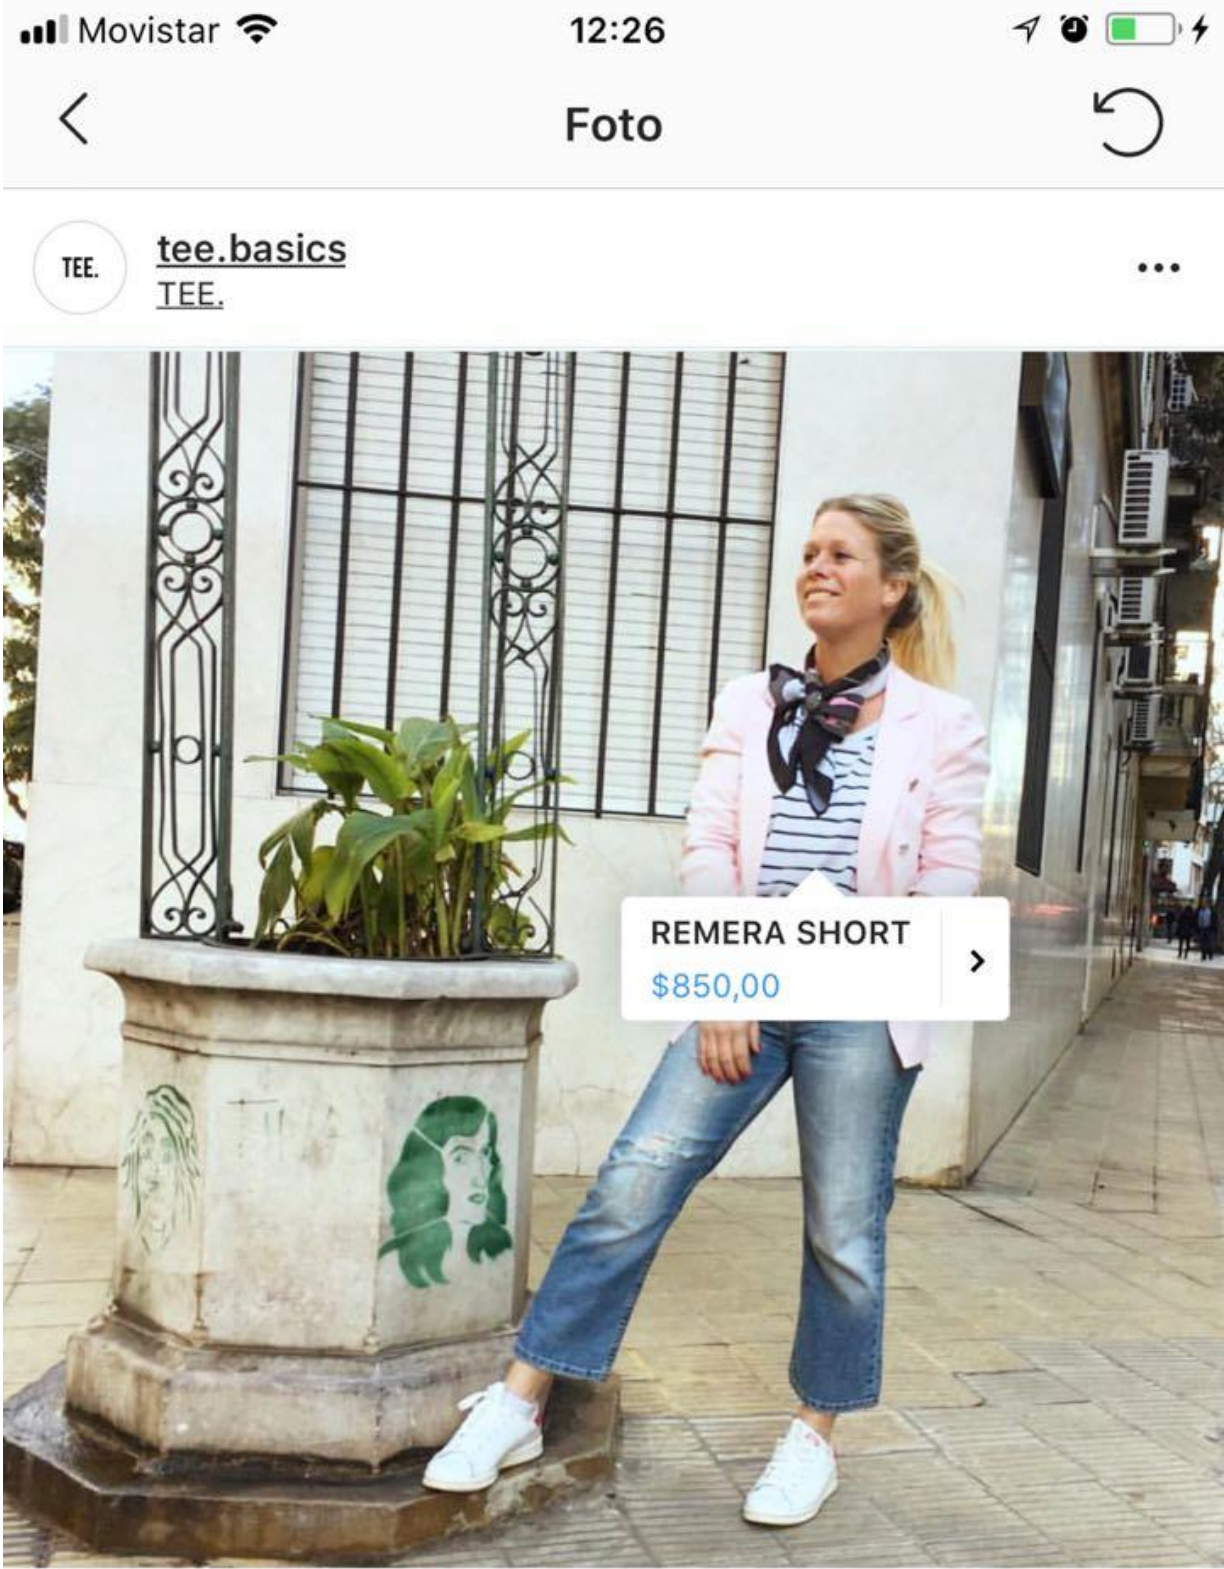 Movistar
12:26
Foto
TEE.
tee.basics
TEE.
REMERA SHORT
$850,00